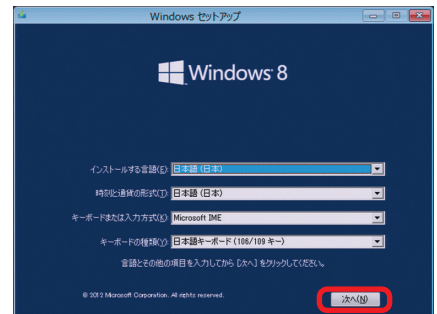 Windows セットアップ
Windows 8
インストールする言語(E): 日本語 (日本)
時刻と通貨の形式(T): 日本語 (日本)
キーボードまたは入力方式(K): Microsoft IME
キーボードの種類(Y): 日本語キーボード (106/109 キー)
言語とその他の項目を入力してから [次へ] をクリックしてください。
© 2012 Microsoft Corporation. All rights reserved.
次へ(N)